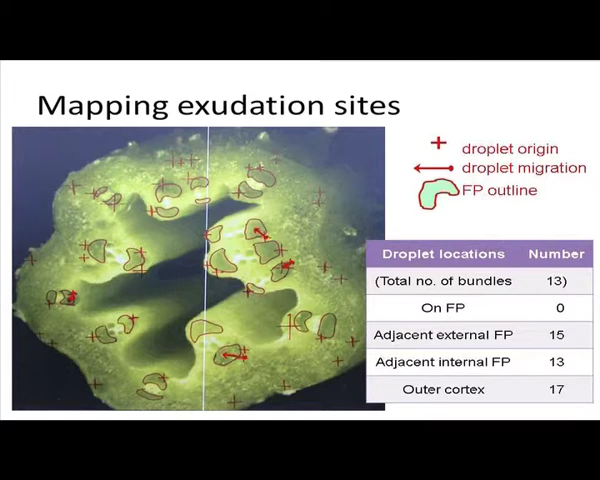 Mapping exudation sites
droplet origin
droplet migration
FP outline
Droplet locations Number
(Total no. of bundles 13)
On FP 0
Adjacent external FP 15
Adjacent internal FP 13
Outer cortex 17